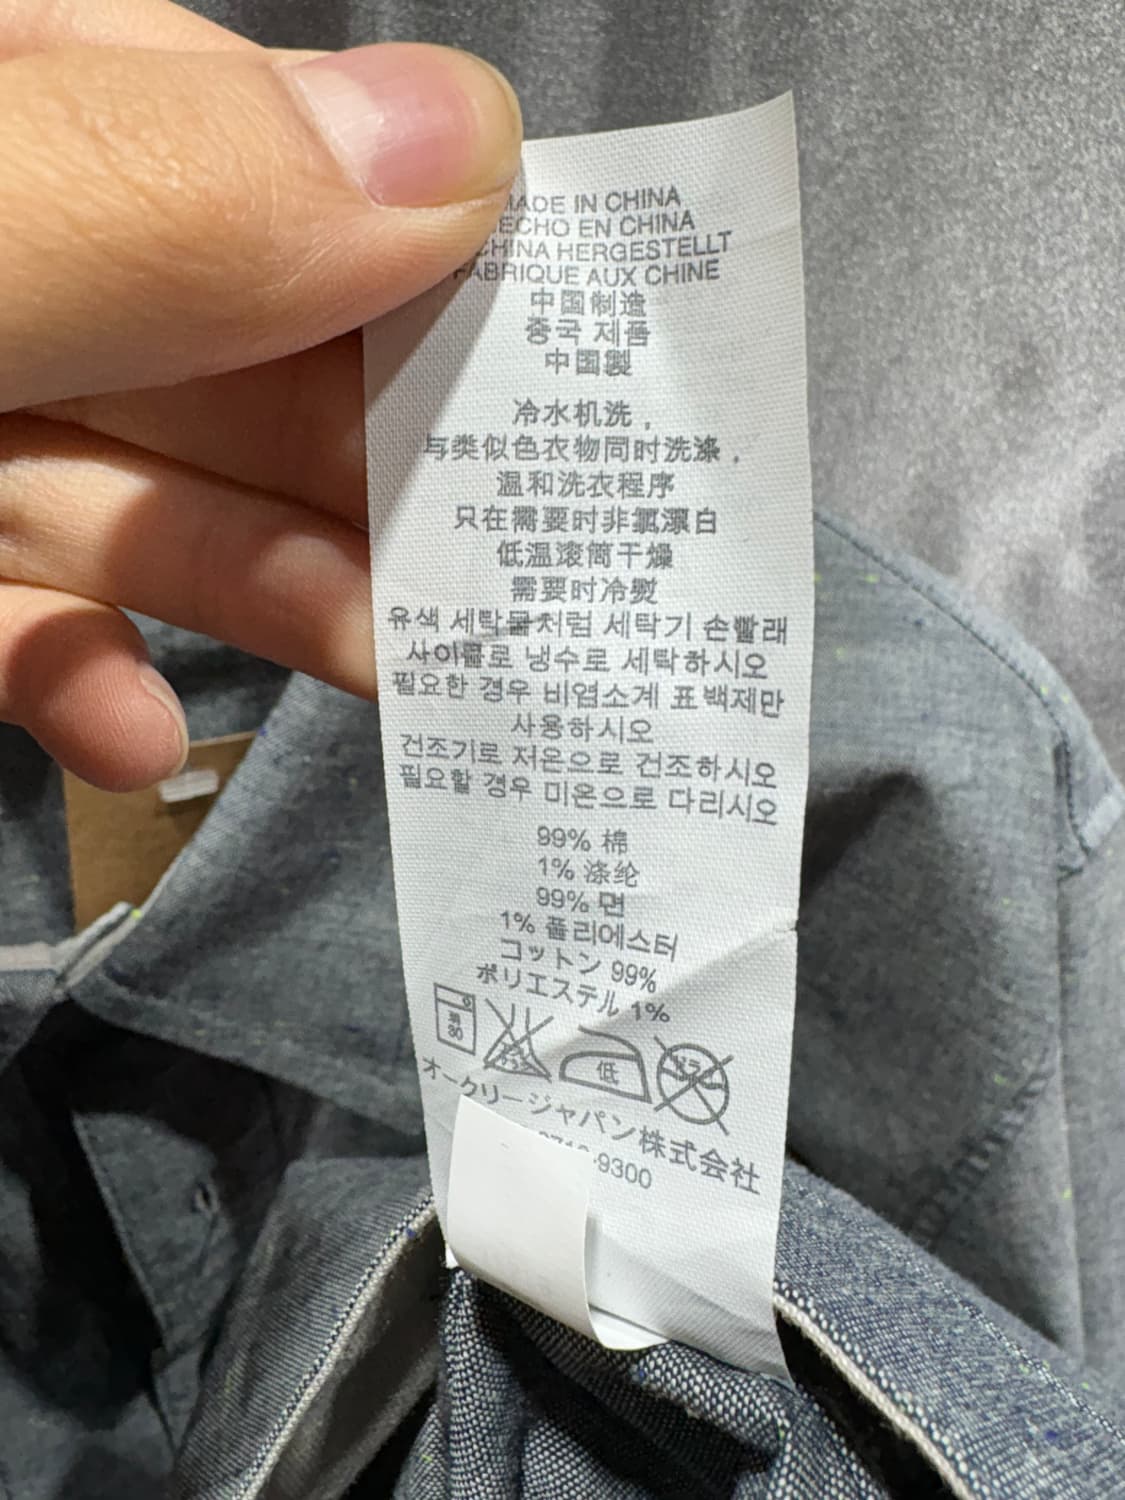 MADE IN CHINA
HECHO EN CHINA
CHINA HERGESTELLT
FABRIQUE AUX CHINE
中国制造
중국 제품
中国製
冷水机洗，
与类似色衣物同时洗涤，
温和洗衣程序
只在需要时非氯漂白
低温滚筒干燥
需要时冷熨
유색 세탁물처럼 세탁기 손빨래
사이클로 냉수로 세탁하시오
필요한 경우 비염소계 표백제만
사용하시오
건조기로 저온으로 건조하시오
필요할 경우 미온으로 다리시오
99% 棉
1% 涤纶
99% 면
1% 폴리에스터
コットン 99%
ポリエステル 1%
30
低
オークリージャパン株式会社
9300